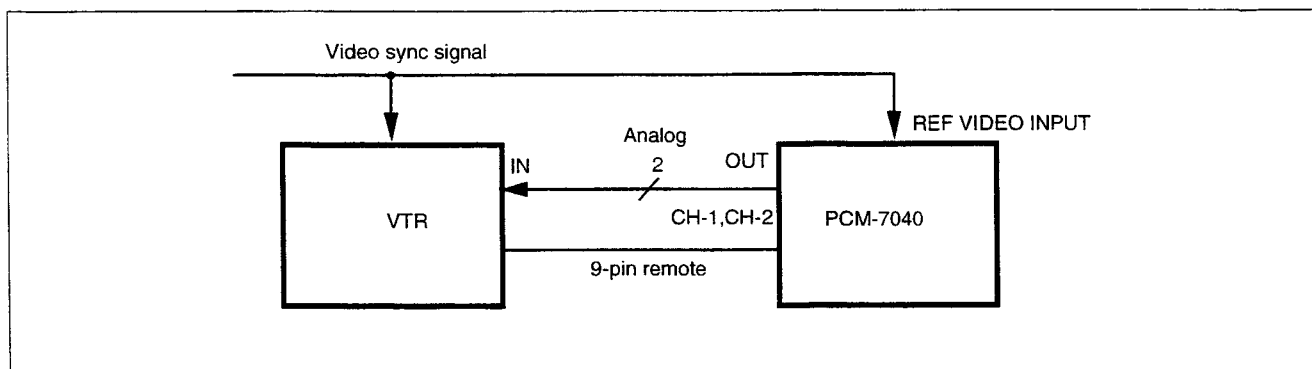 Video sync signal
REF VIDEO INPUT
Analog
IN
2
OUT
VTR
CH-1,CH-2
PCM-7040
9-pin remote